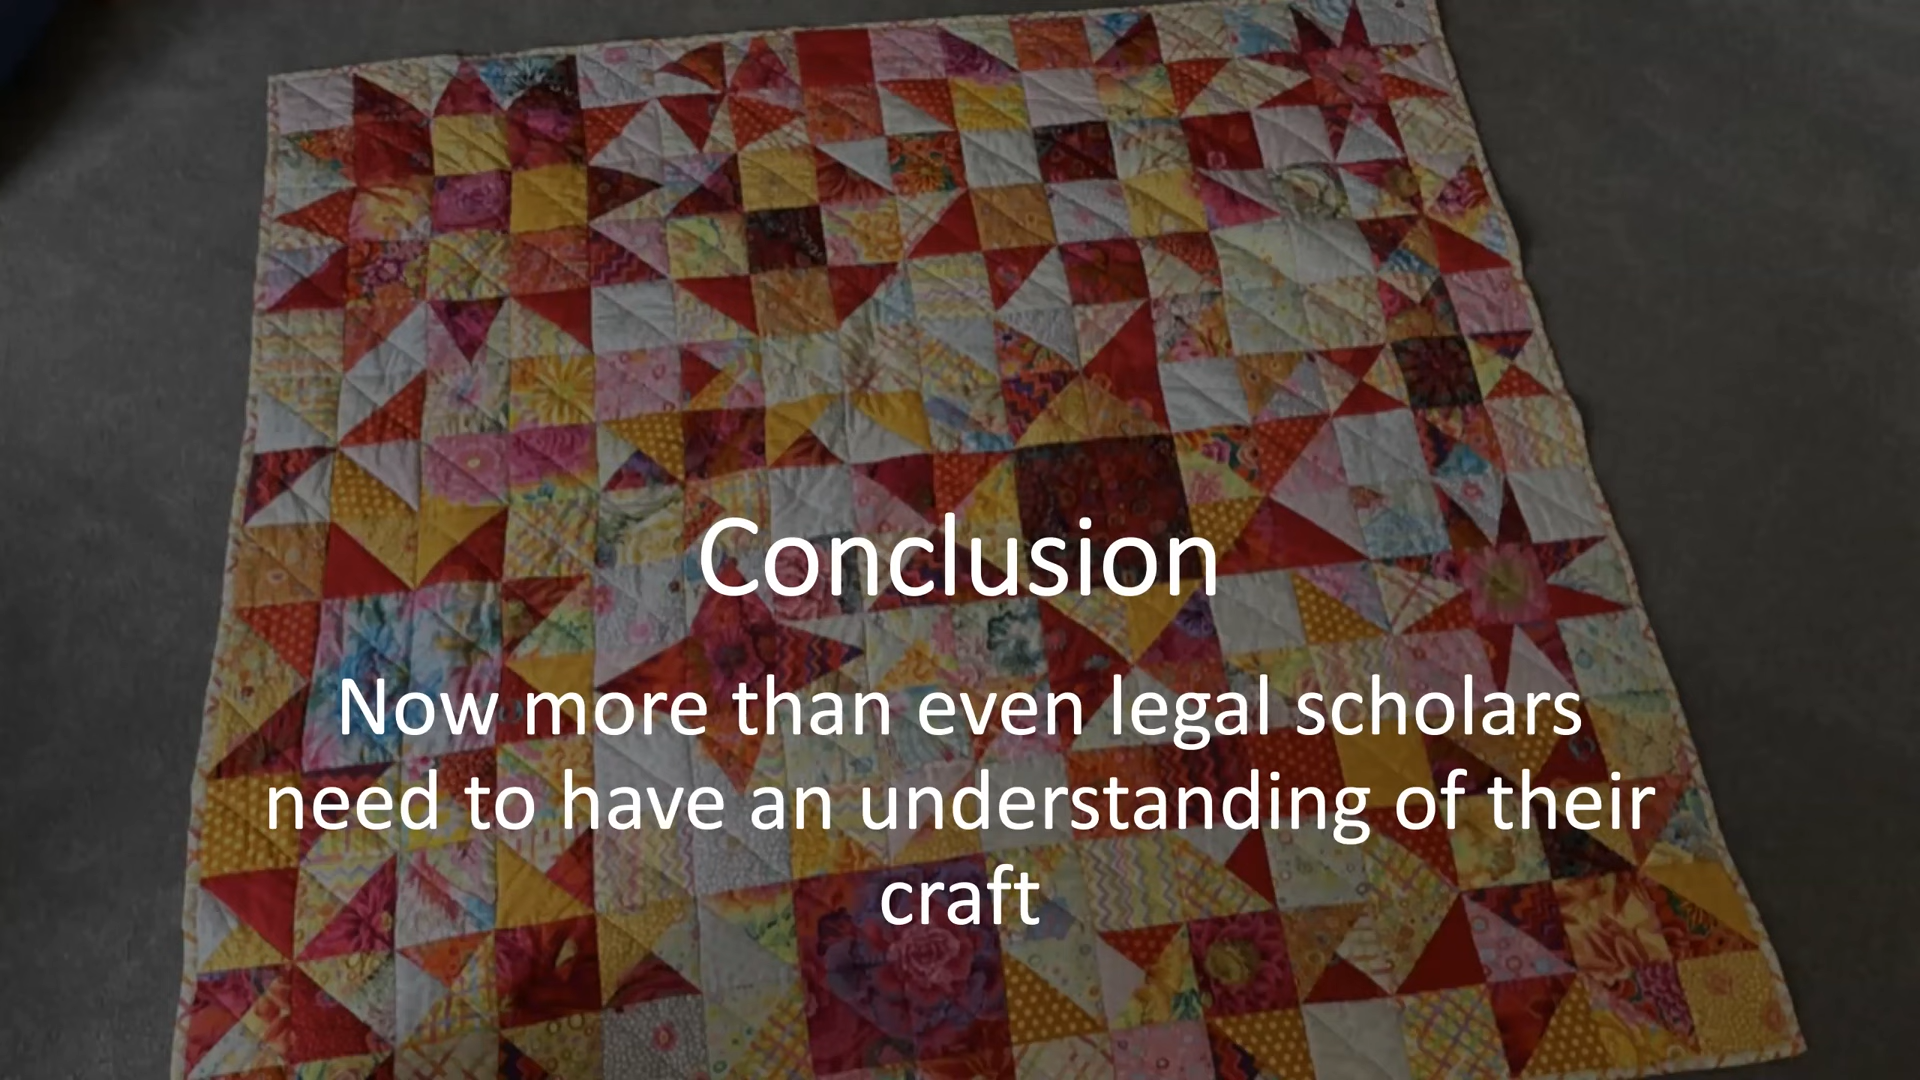 Conclusion
Now more than even legal scholars
need to have an understanding of their
craft